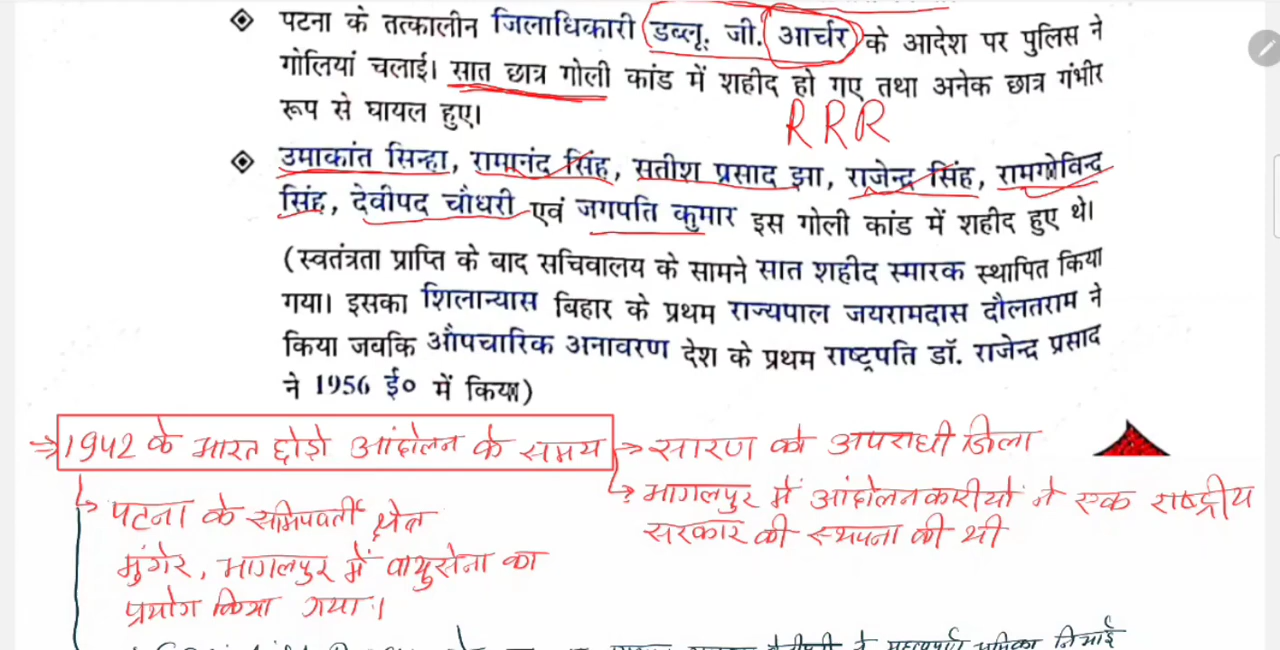 पटना के तत्कालीन जिलाधिकारी डब्लू. जी. आर्चर के आदेश पर पुलिस ने
गोलियां चलाई। सात छात्र गोली कांड में शहीद हो गए तथा अनेक छात्र गंभीर
रूप से घायल हुए।
RRR
उमाकांत सिन्हा, रामानंद सिंह, सतीश प्रसाद झा, राजेन्द्र सिंह, रामगोविन्द
सिंह, देवीपद चौधरी एवं जगपति कुमार इस गोली कांड में शहीद हुए थे।
(स्वतंत्रता प्राप्ति के बाद सचिवालय के सामने सात शहीद स्मारक स्थापित किया
गया। इसका शिलान्यास बिहार के प्रथम राज्यपाल जयरामदास दौलतराम ने
किया जबकि औपचारिक अनावरण देश के प्रथम राष्ट्रपति डॉ. राजेन्द्र प्रसाद
ने 1956 ई० में किया)
⇒ 1942 के भारत छोड़ो आंदोलन के समय → सारण को अपराधी जिला
→ भागलपुर में आंदोलनकारीयों ने एक राष्ट्रीय
सरकार की स्थापना की थी
→ पटना के समिपवर्ती क्षेत्र
मुंगेर, भागलपुर में वायुसेना का
प्रयोग किया गया।